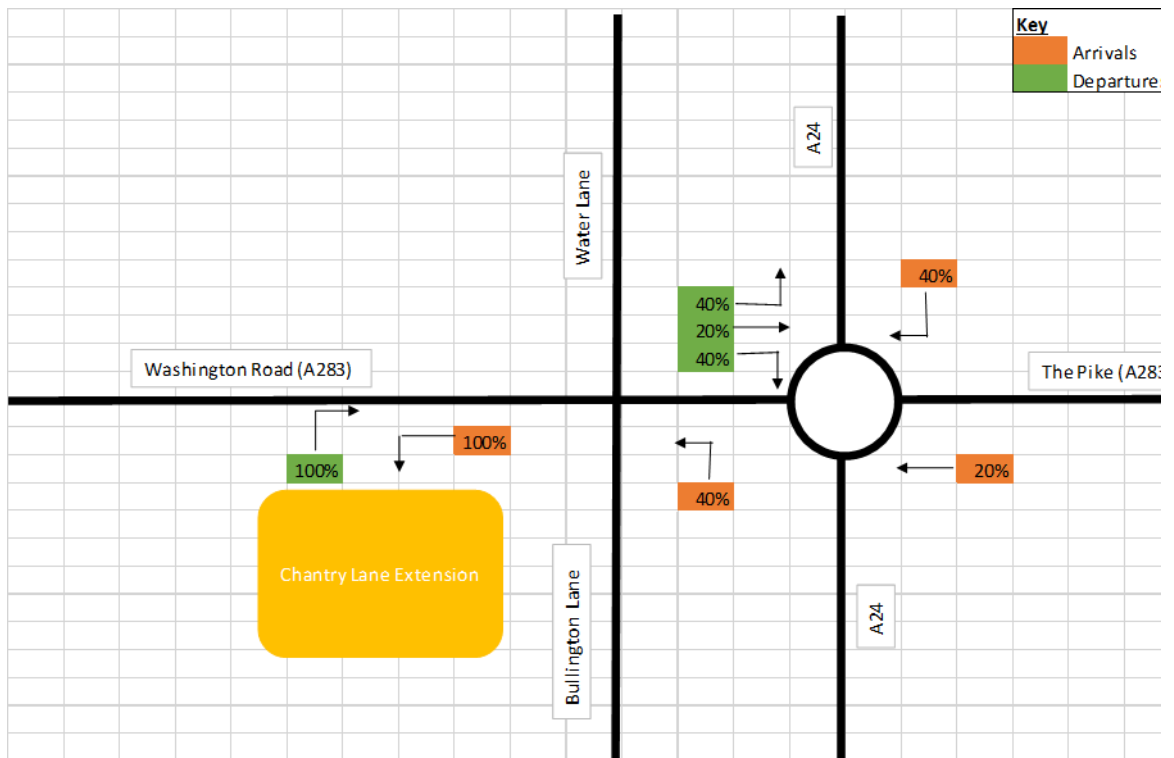 Key
Arrivals
Departures
A24
Water Lane
40%
40%
20%
40%
Washington Road (A283)
The Pike (A283
100%
100%
40%
20%
Chantry Lane Extension
Bullington Lane
A24